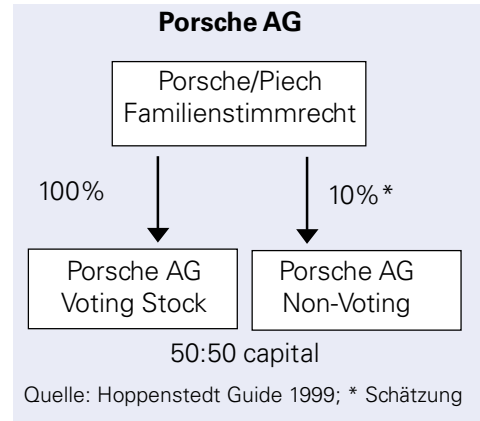 Porsche AG
Porsche/Piech
Familienstimmrecht
100%
10%*
Porsche AG
Voting Stock
Porsche AG
Non-Voting
50:50 capital
Quelle: Hoppenstedt Guide 1999; * Schätzung